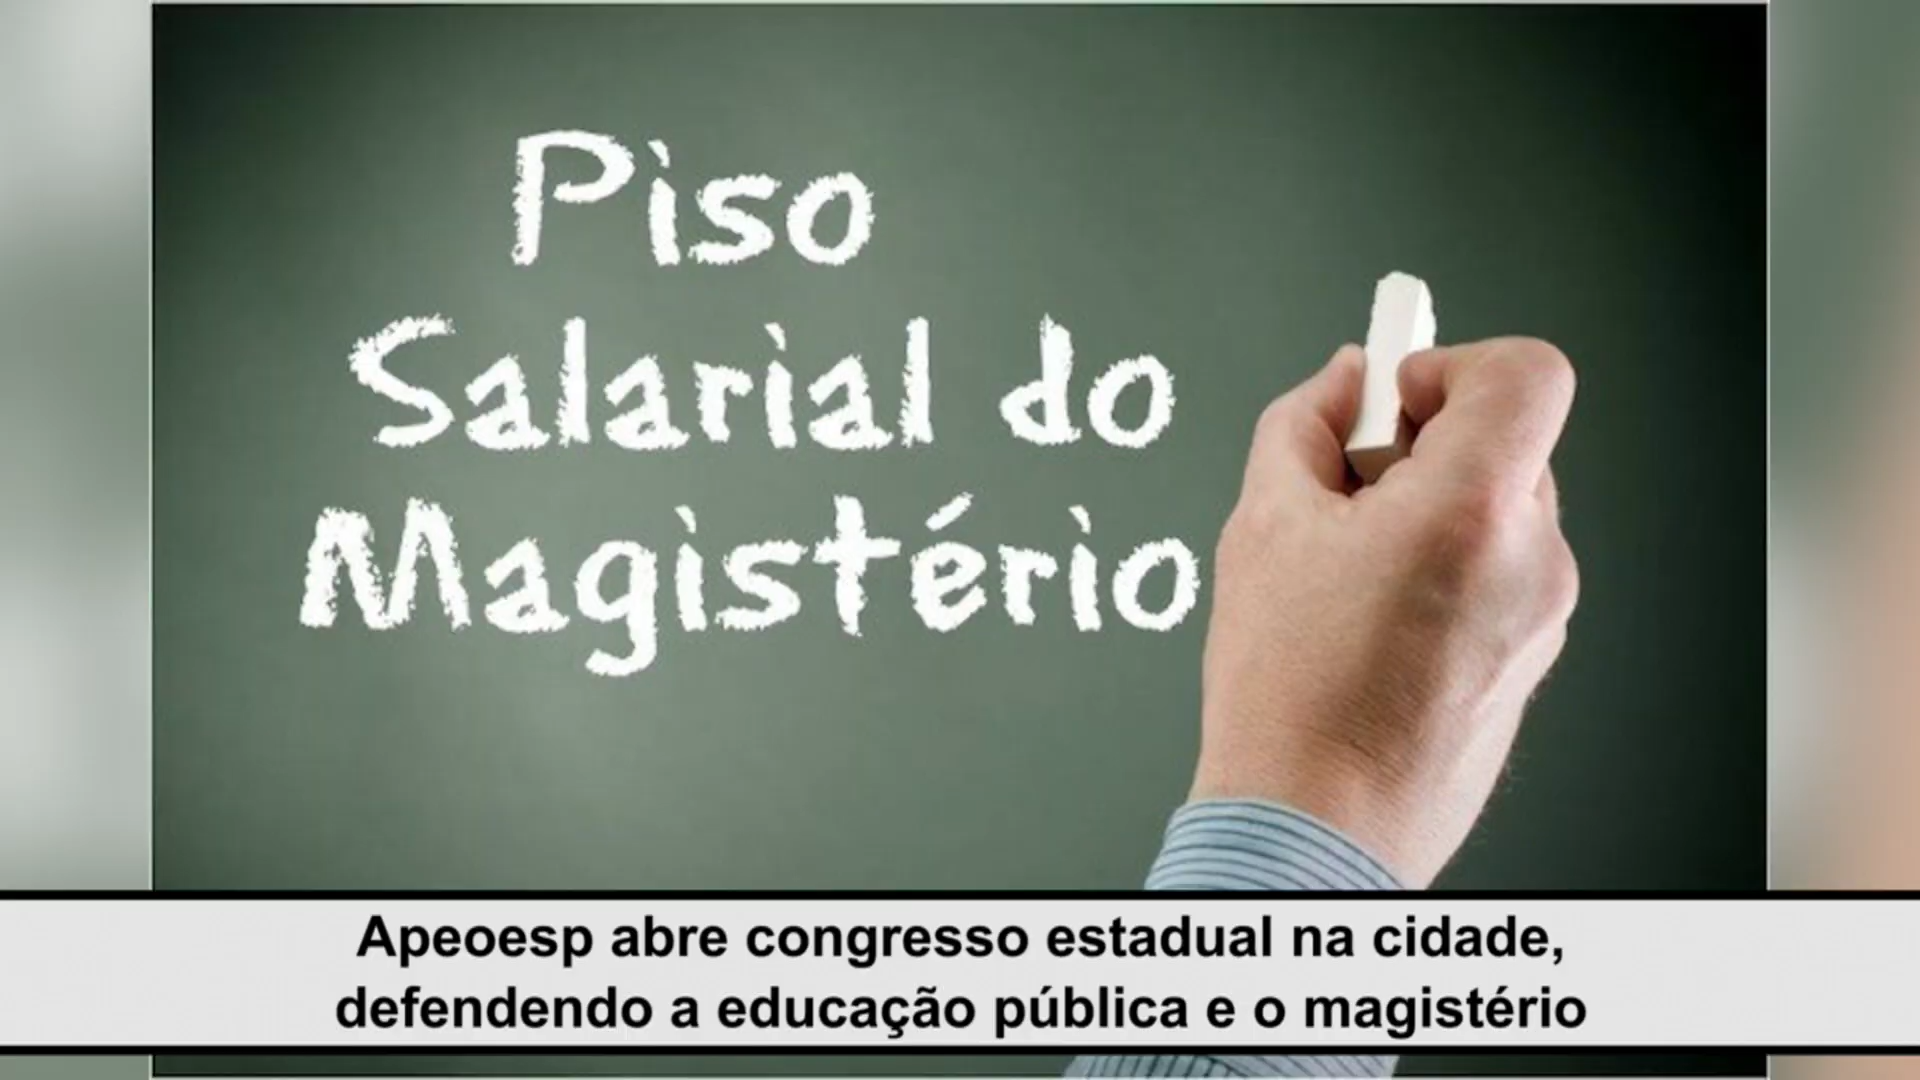 Piso
Salarial do
Magistério
Apeoesp abre congresso estadual na cidade,
defendendo a educação pública e o magistério